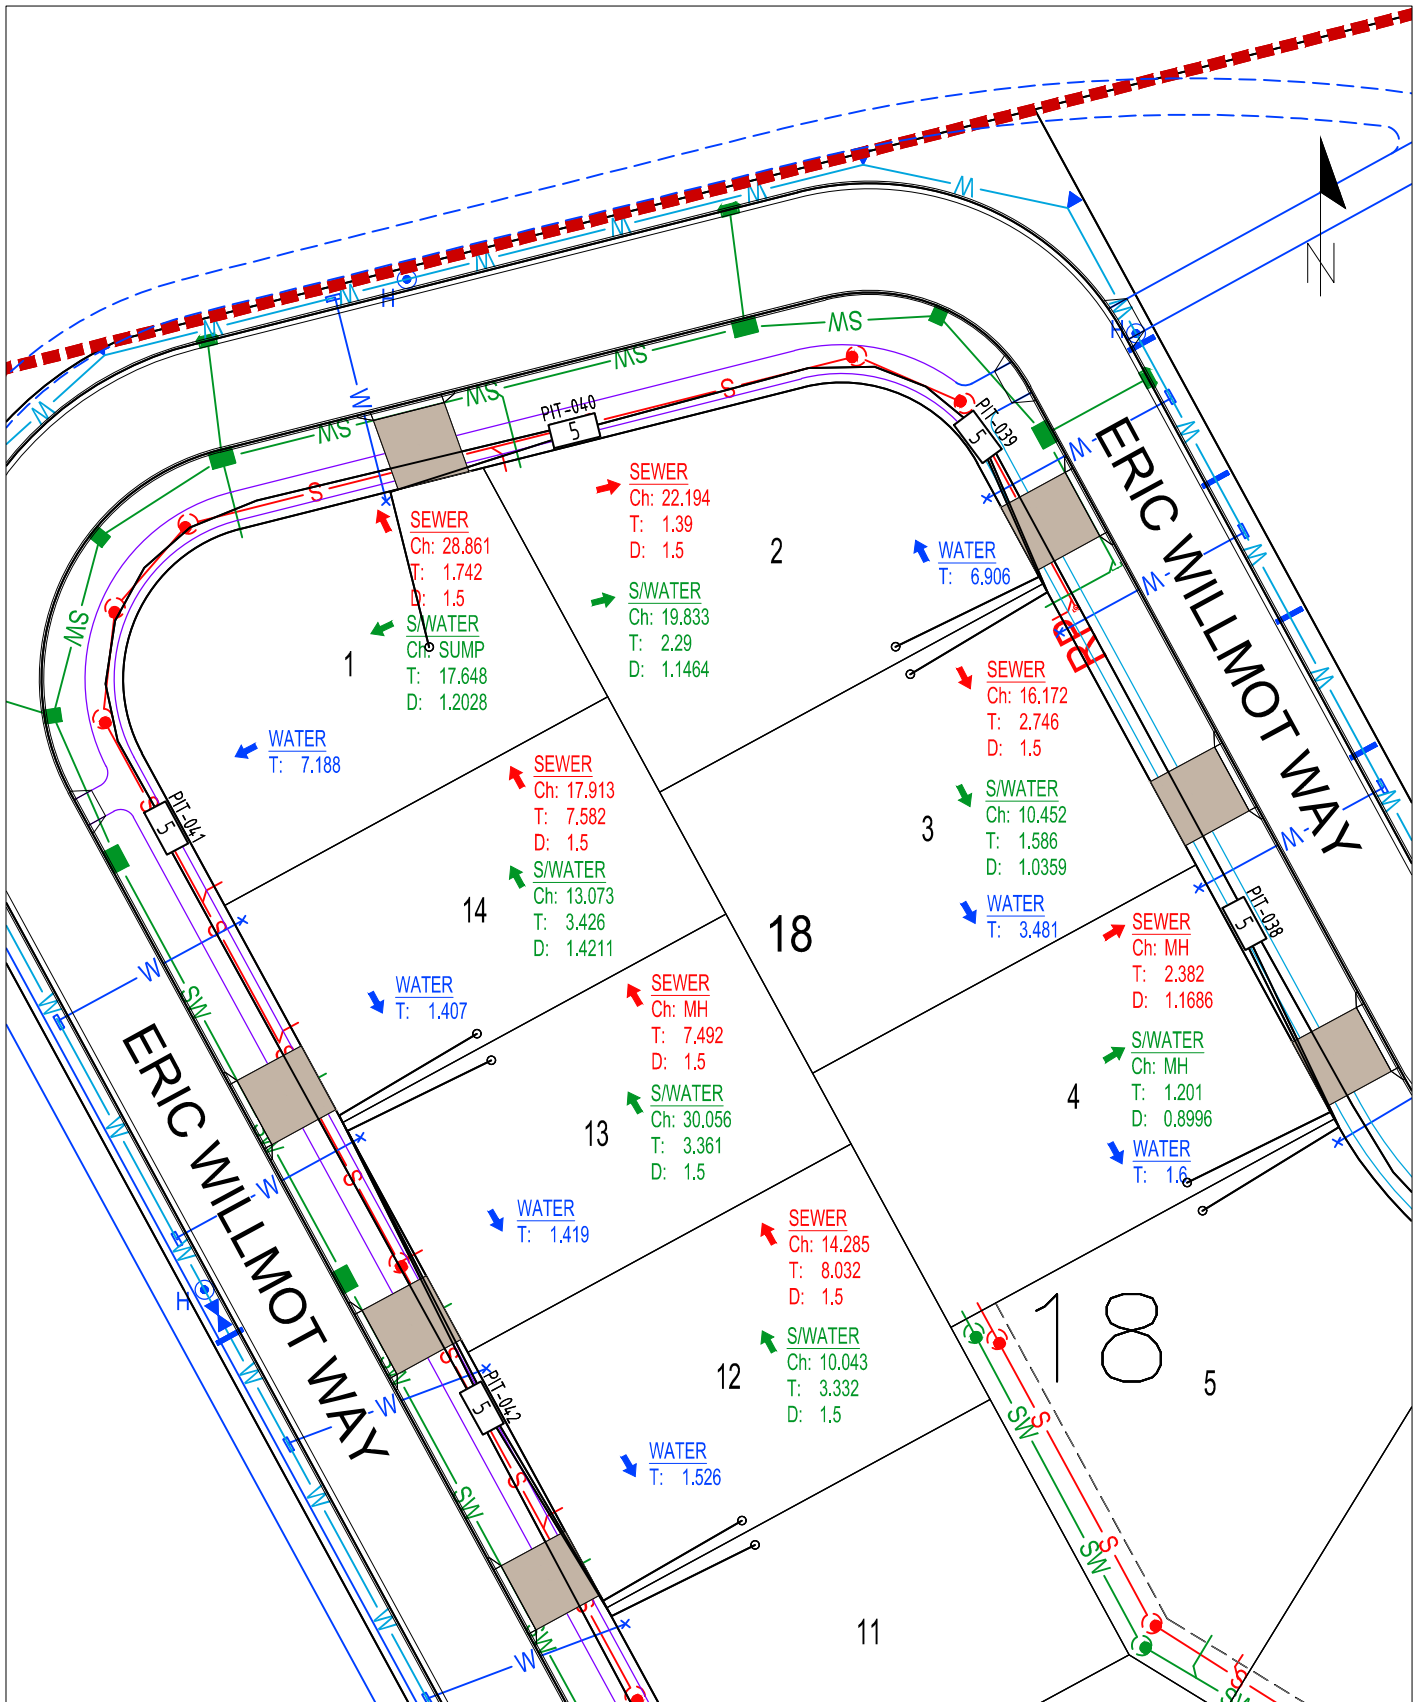 N
H
H
W
W
W
W
W
W
W
SW
SW
SW
SW
W
S
S
PIT-040
5
PIT-039
5
ERIC WILLMOT WAY
SEWER
Ch: 22.194
T: 1.39
D: 1.5
2
SEWER
Ch: 28.861
T: 1.742
D: 1.5
WATER
T: 6.906
S/WATER
Ch: 19.833
T: 2.29
D: 1.1464
S/WATER
Ch: SUMP
T: 17.648
D: 1.2028
1
RP
SW
SEWER
Ch: 16.172
T: 2.746
D: 1.5
WATER
T: 7.188
SEWER
Ch: 17.913
T: 7.582
D: 1.5
S/WATER
Ch: 10.452
T: 1.586
D: 1.0359
3
PIT-041
5
S/WATER
Ch: 13.073
T: 3.426
D: 1.4211
14
18
WATER
T: 3.481
PIT-038
5
SEWER
Ch: MH
T: 2.382
D: 1.1686
WATER
T: 1.407
SEWER
Ch: MH
T: 7.492
D: 1.5
S/WATER
Ch: MH
T: 1.201
D: 0.8996
4
ERIC WILLMOT WAY
S/WATER
Ch: 30.056
T: 3.361
D: 1.5
13
WATER
T: 1.6
WATER
T: 1.419
SEWER
Ch: 14.285
T: 8.032
D: 1.5
H
18
S/WATER
Ch: 10.043
T: 3.332
D: 1.5
12
5
PIT-042
5
WATER
T: 1.526
SW
S
SW
S
11